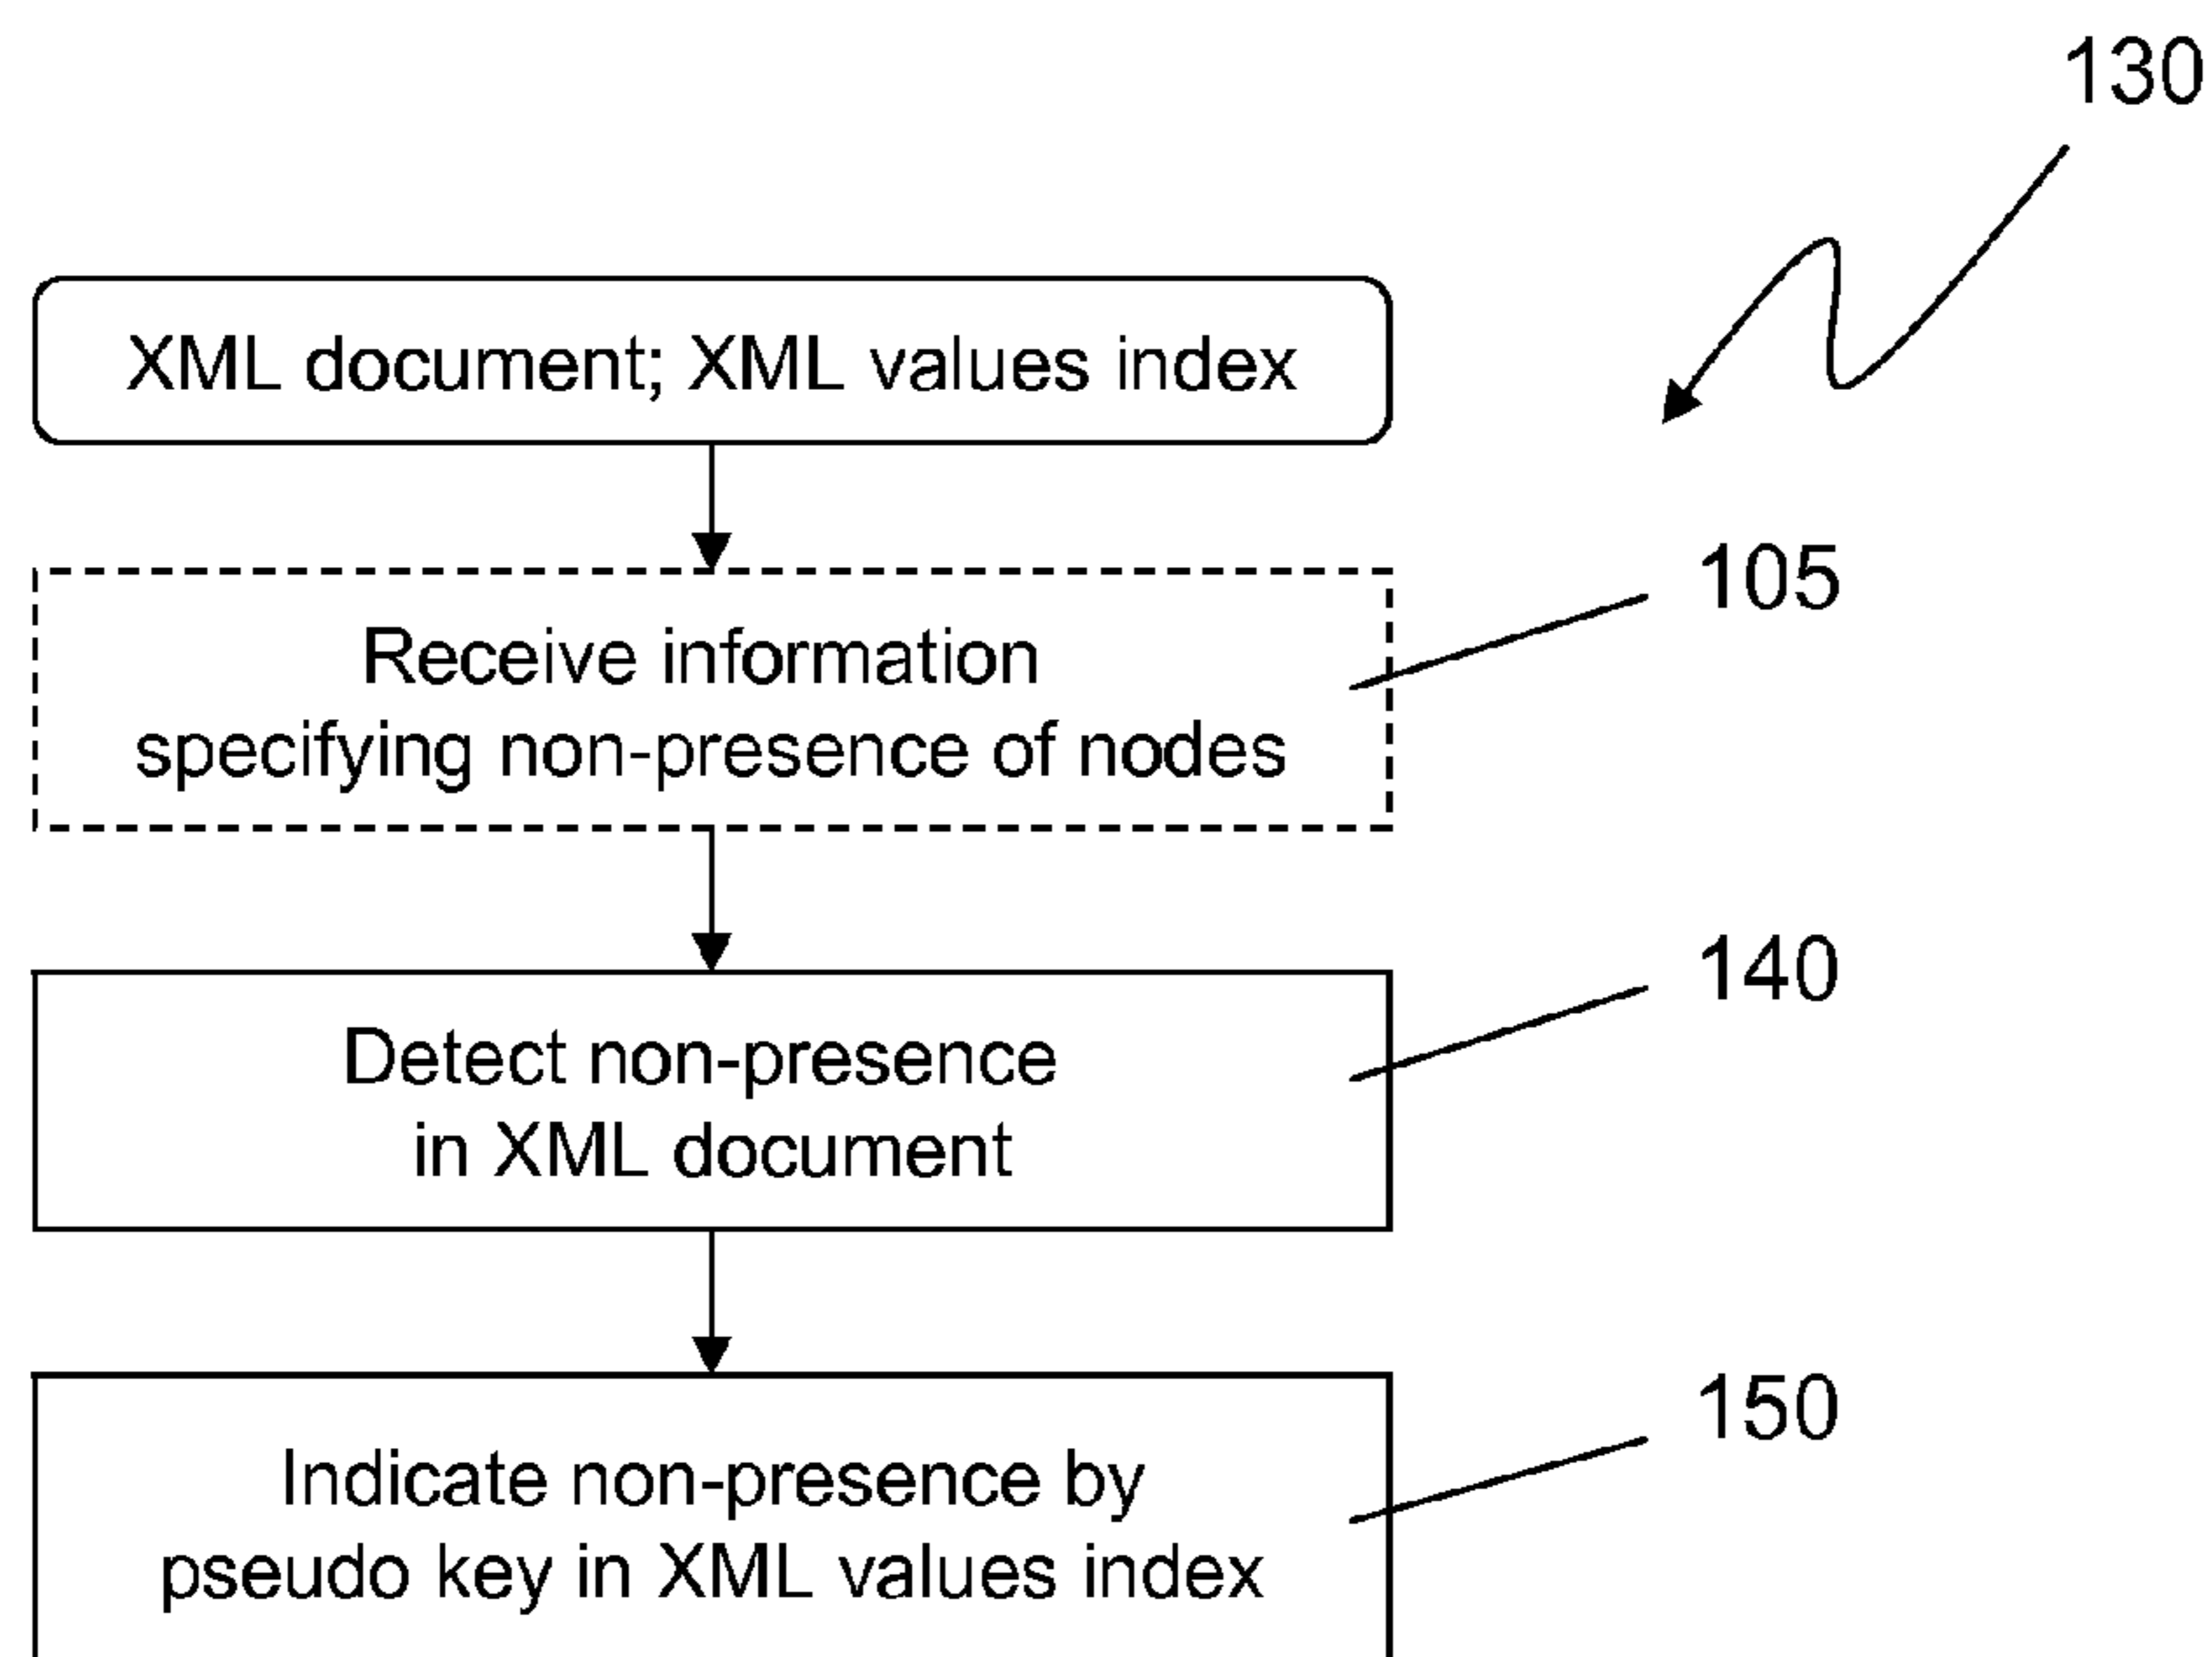 130
XML document; XML values index
105
Receive information
specifying non-presence of nodes
140
Detect non-presence
in XML document
150
Indicate non-presence by
pseudo key in XML values index